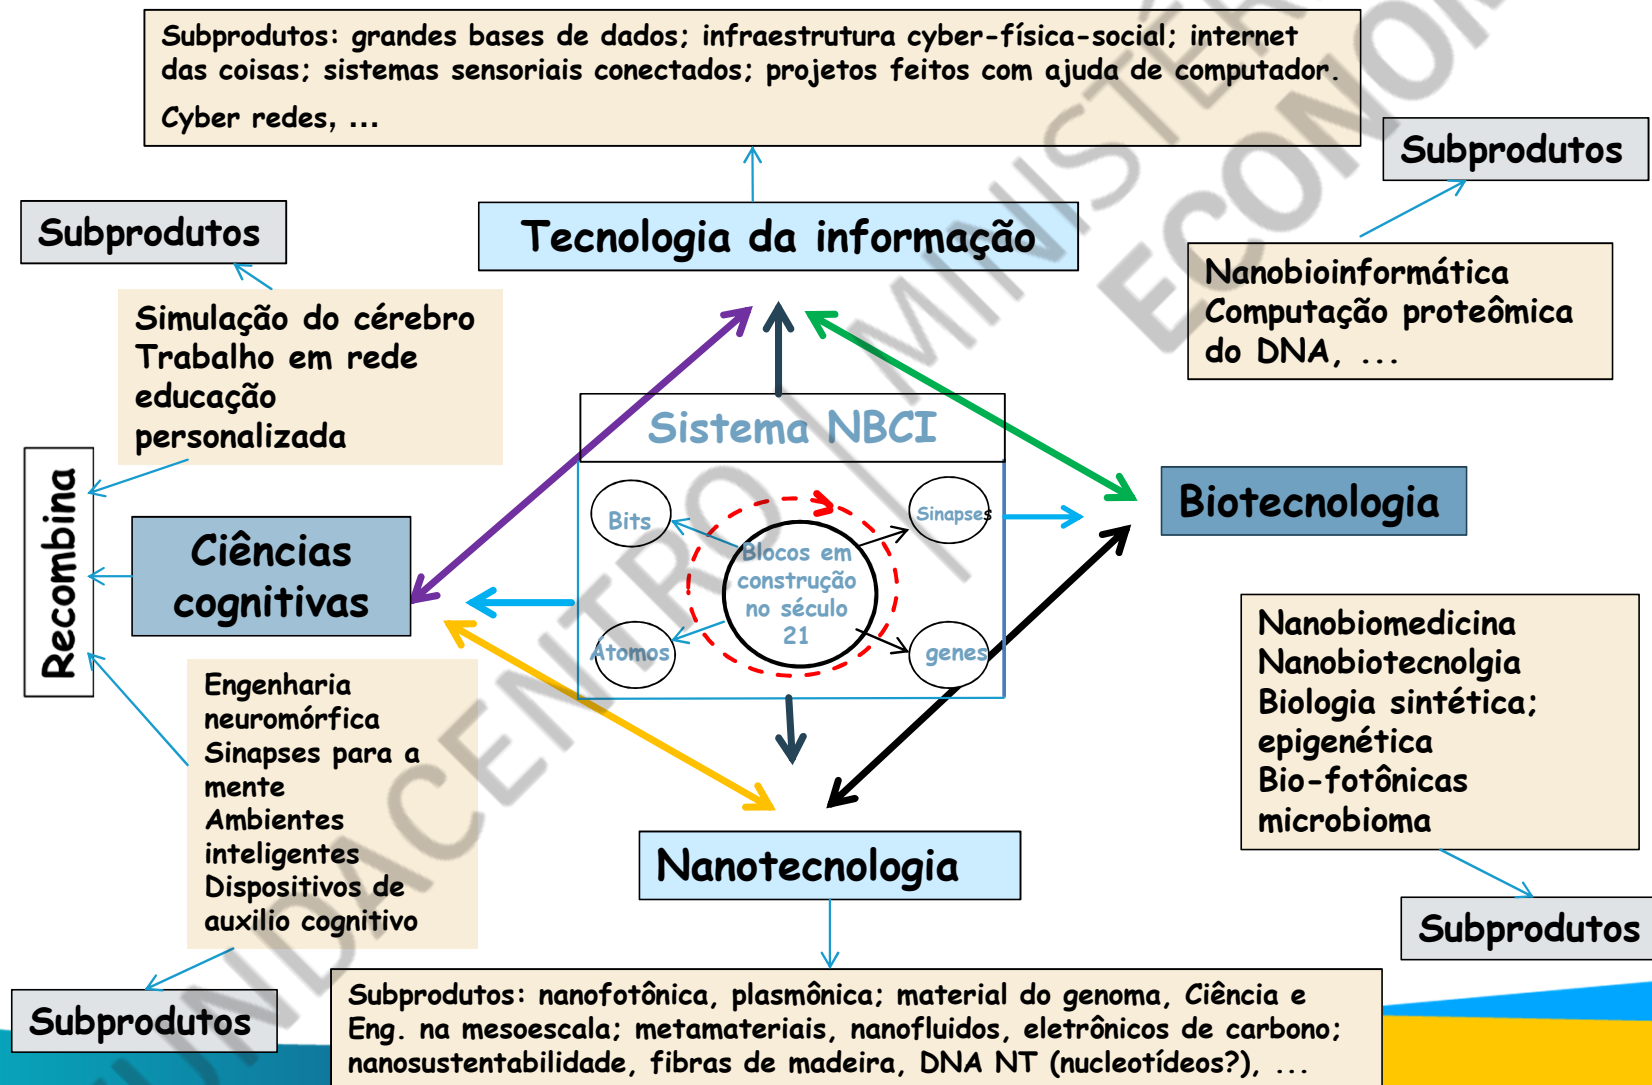 Subprodutos: grandes bases de dados; infraestrutura cyber-física-social; internet
das coisas; sistemas sensoriais conectados; projetos feitos com ajuda de computador.
Cyber redes, ...
Subprodutos
Subprodutos
Tecnologia da informação
Nanobioinformática
Computação proteômica
do DNA, ...
Simulação do cérebro
Trabalho em rede
educação
personalizada
Sistema NBCI
Recombina
Bits
Sinapses
Biotecnologia
Ciências
cognitivas
Blocos em
construção
no século
21
Átomos
genes
Nanobiomedicina
Nanobiotecnolgia
Biologia sintética;
epigenética
Bio-fotônicas
microbioma
Engenharia
neuromórfica
Sinapses para a
mente
Ambientes
inteligentes
Dispositivos de
auxilio cognitivo
Nanotecnologia
Subprodutos
Subprodutos
Subprodutos: nanofotônica, plasmônica; material do genoma, Ciência e
Eng. na mesoescala; metamateriais, nanofluidos, eletrônicos de carbono;
nanosustentabilidade, fibras de madeira, DNA NT (nucleotídeos?), ...
FUNDACENTRO
MINISTÉR
ECONOM